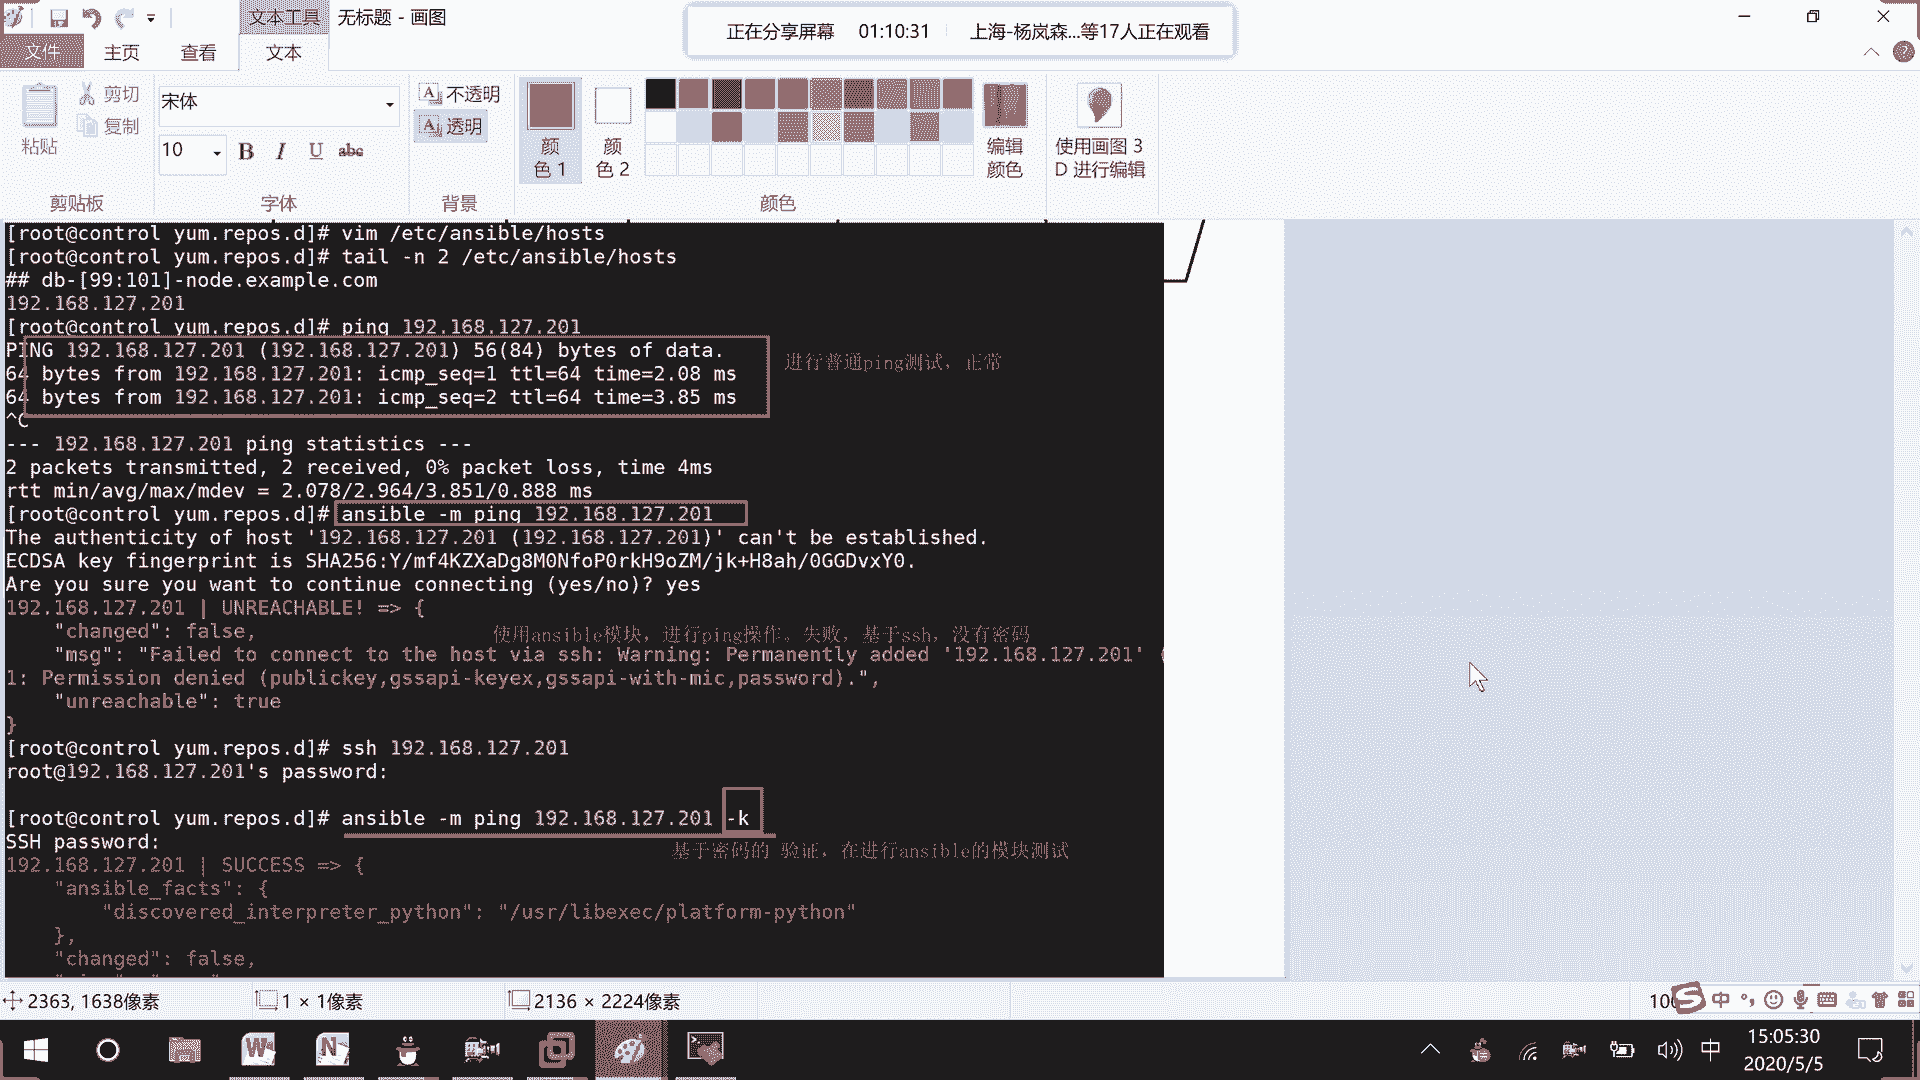 文本工具
无标题 - 画图
正在分享屏幕 01:10:31 上海-杨岚森...等17人正在观看
文件 主页 查看 文本
粘贴
剪切
复制
剪贴板
宋体
10
B I U abc
字体
A 不透明
A 透明
背景
颜色 1
颜色 2
颜色
编辑颜色
使用画图 3 D 进行编辑
[root@control yum.repos.d]# vim /etc/ansible/hosts
[root@control yum.repos.d]# tail -n 2 /etc/ansible/hosts
## db-[99:101]-node.example.com
192.168.127.201
[root@control yum.repos.d]# ping 192.168.127.201
PING 192.168.127.201 (192.168.127.201) 56(84) bytes of data.
64 bytes from 192.168.127.201: icmp_seq=1 ttl=64 time=2.08 ms
进行普通ping测试，正常
64 bytes from 192.168.127.201: icmp_seq=2 ttl=64 time=3.85 ms
^C
--- 192.168.127.201 ping statistics ---
2 packets transmitted, 2 received, 0% packet loss, time 4ms
rtt min/avg/max/mdev = 2.078/2.964/3.851/0.888 ms
[root@control yum.repos.d]# ansible -m ping 192.168.127.201
The authenticity of host '192.168.127.201 (192.168.127.201)' can't be established.
ECDSA key fingerprint is SHA256:Y/mf4KZXaDg8M0NfoP0rkH9oZM/jk+H8ah/0GGDvxY0.
Are you sure you want to continue connecting (yes/no)? yes
192.168.127.201 | UNREACHABLE! => {
"changed": false,
使用ansible模块，进行ping操作。失败，基于ssh，没有密码
"msg": "Failed to connect to the host via ssh: Warning: Permanently added '192.168.127.201' (
1: Permission denied (publickey,gssapi-keyex,gssapi-with-mic,password).",
"unreachable": true
}
[root@control yum.repos.d]# ssh 192.168.127.201
root@192.168.127.201's password:
[root@control yum.repos.d]# ansible -m ping 192.168.127.201 -k
SSH password:
基于密码的 验证，在进行ansible的模块测试
192.168.127.201 | SUCCESS => {
"ansible_facts": {
"discovered_interpreter_python": "/usr/libexec/platform-python"
},
"changed": false,
2363, 1638像素
1 × 1像素
2136 × 2224像素
中
中
15:05:30
2020/5/5